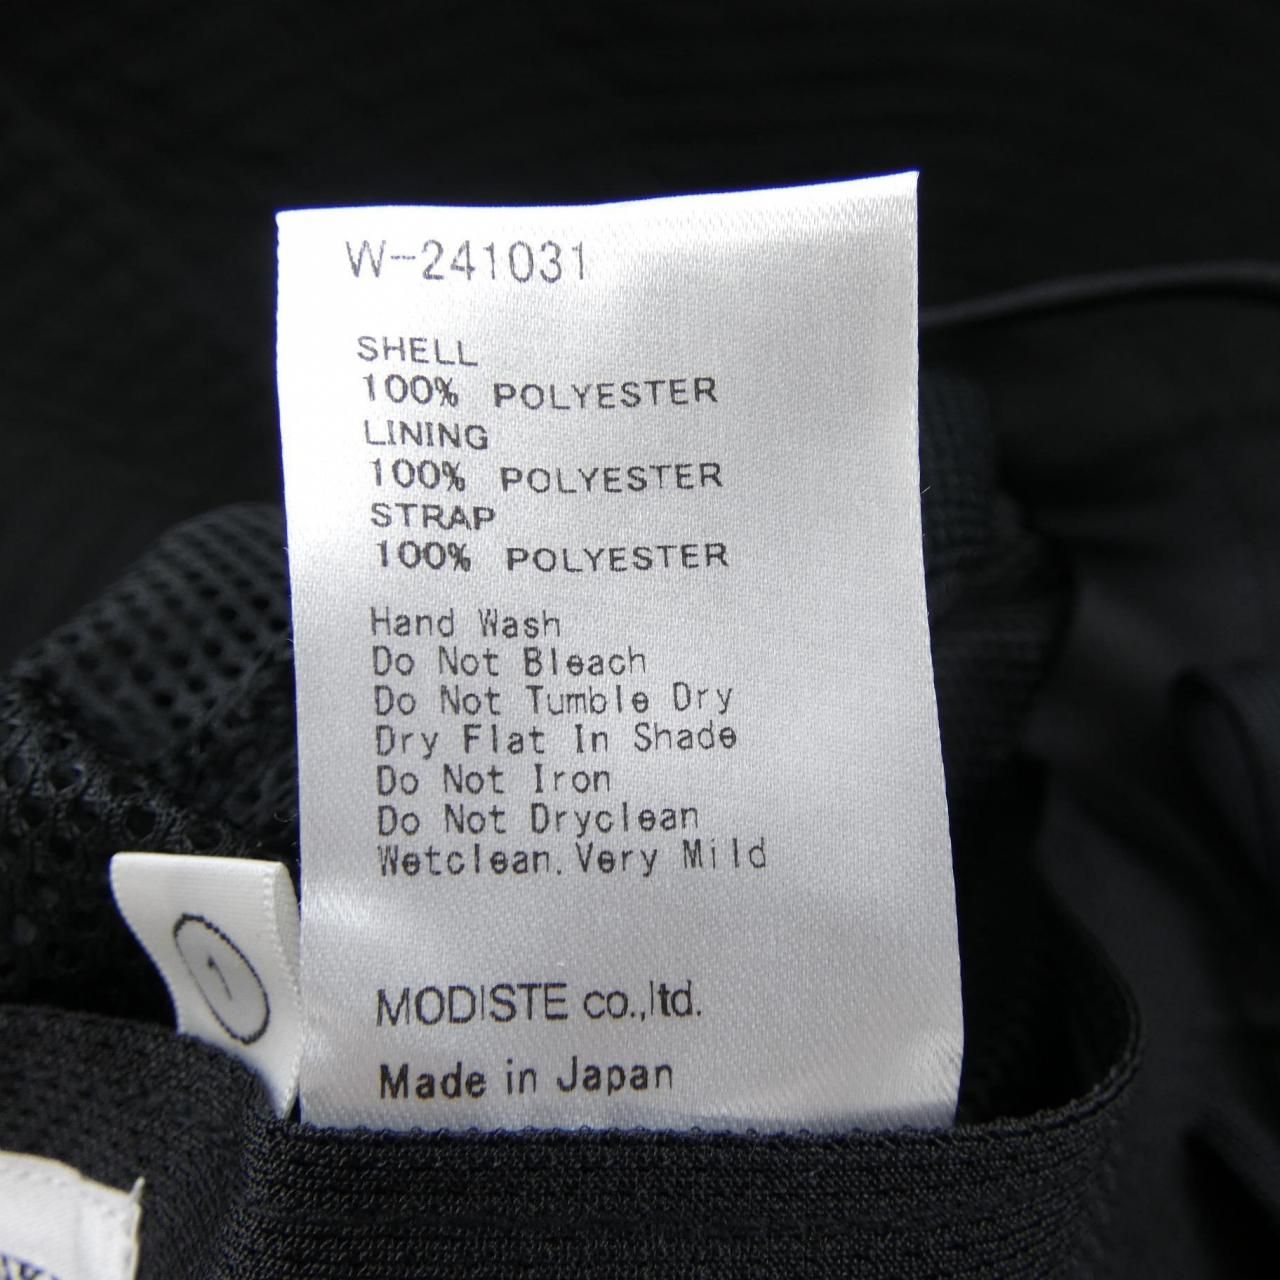 W-241031
SHELL
100% POLYESTER
LINING
100% POLYESTER
STRAP
100% POLYESTER
Hand Wash
Do Not Bleach
Do Not Tumble Dry
Dry Flat In Shade
Do Not Iron
Do Not Dryclean
Wetclean.Very Mild
MODISTE co.,ltd.
Made in Japan
1